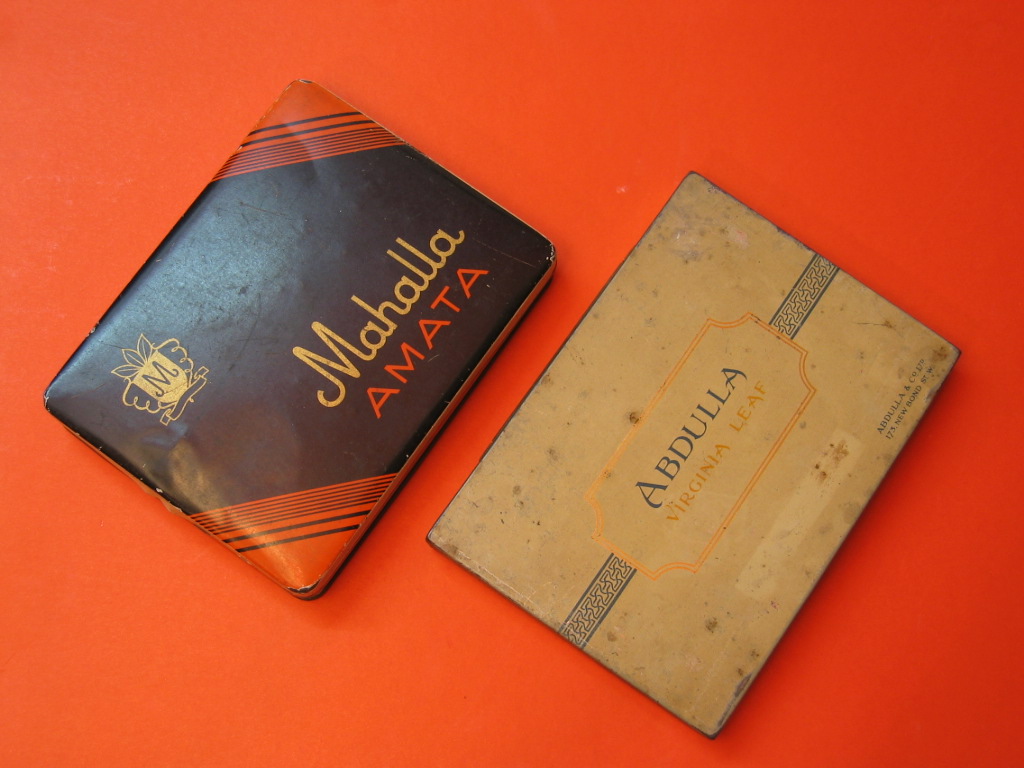 Mahalla
AMATA
M
ABDULLA
VIRGINIA LEAF
ABDULLA & CO LTD
173 NEW BOND ST. W.